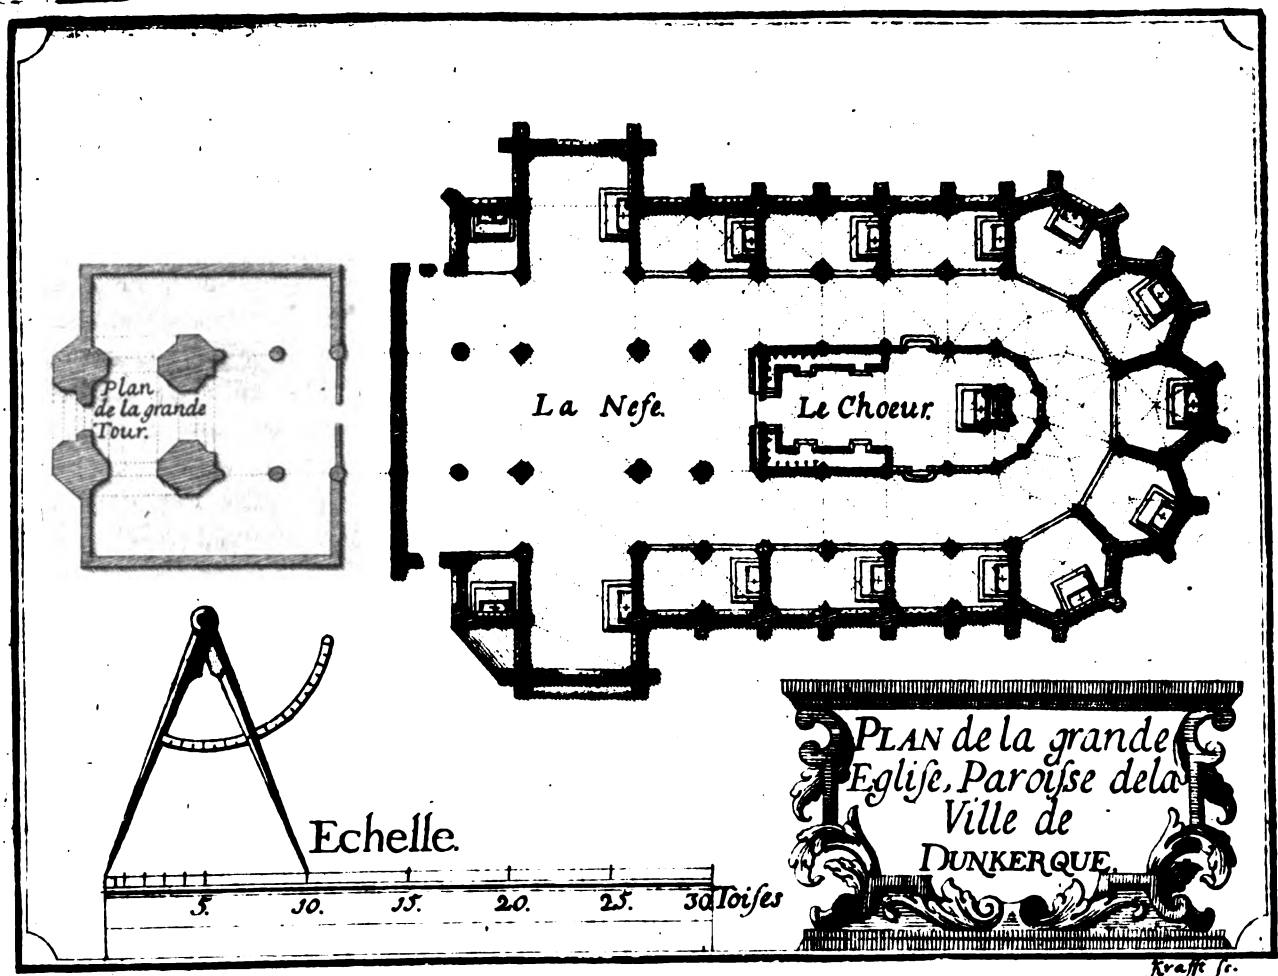 Plan
de la grande
Tour.
La Nefe.
Le Choeur.
Echelle.
5. 10. 15. 20. 25. 30 Toiſes
PLAN de la grande
Egliſe, Paroiſse dela
Ville de
DUNKERQUE.
Krafft ſc.